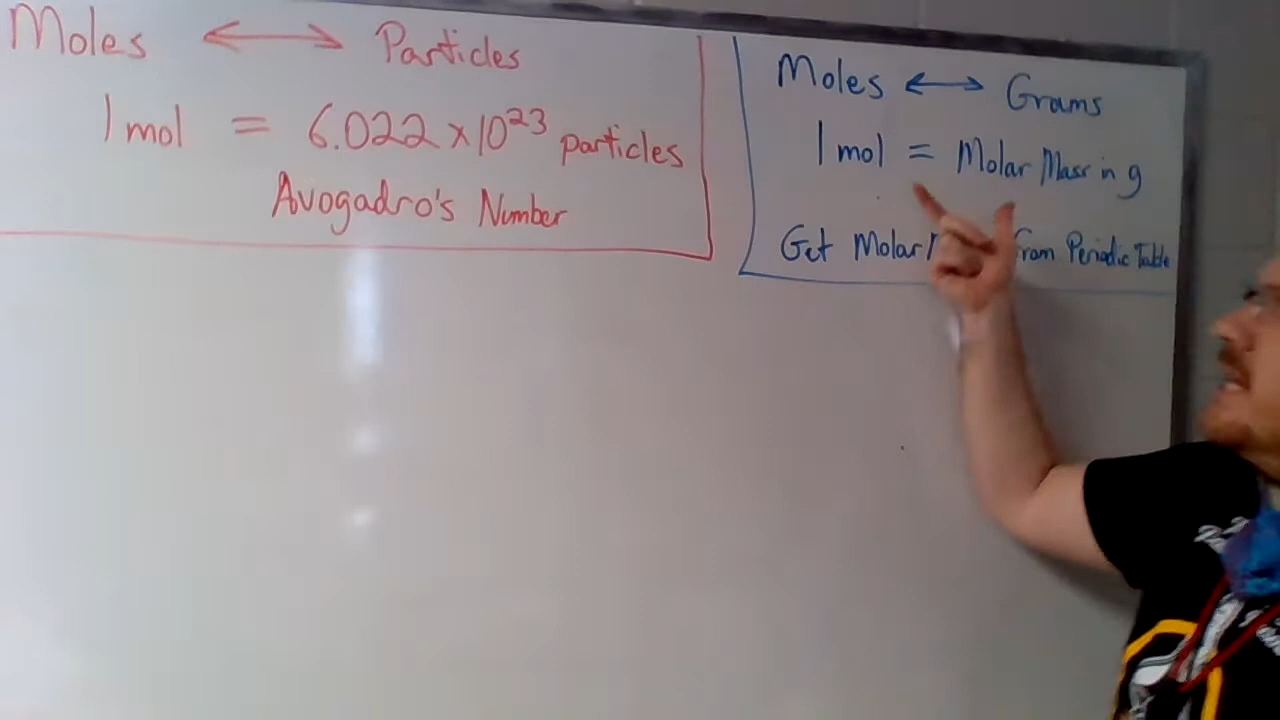 Moles ↔ Particles
1 mol = 6.022 x 10²³ particles
Avogadro's Number
Moles ↔ Grams
1 mol = Molar Mass in g
Get Molar from Periodic Table